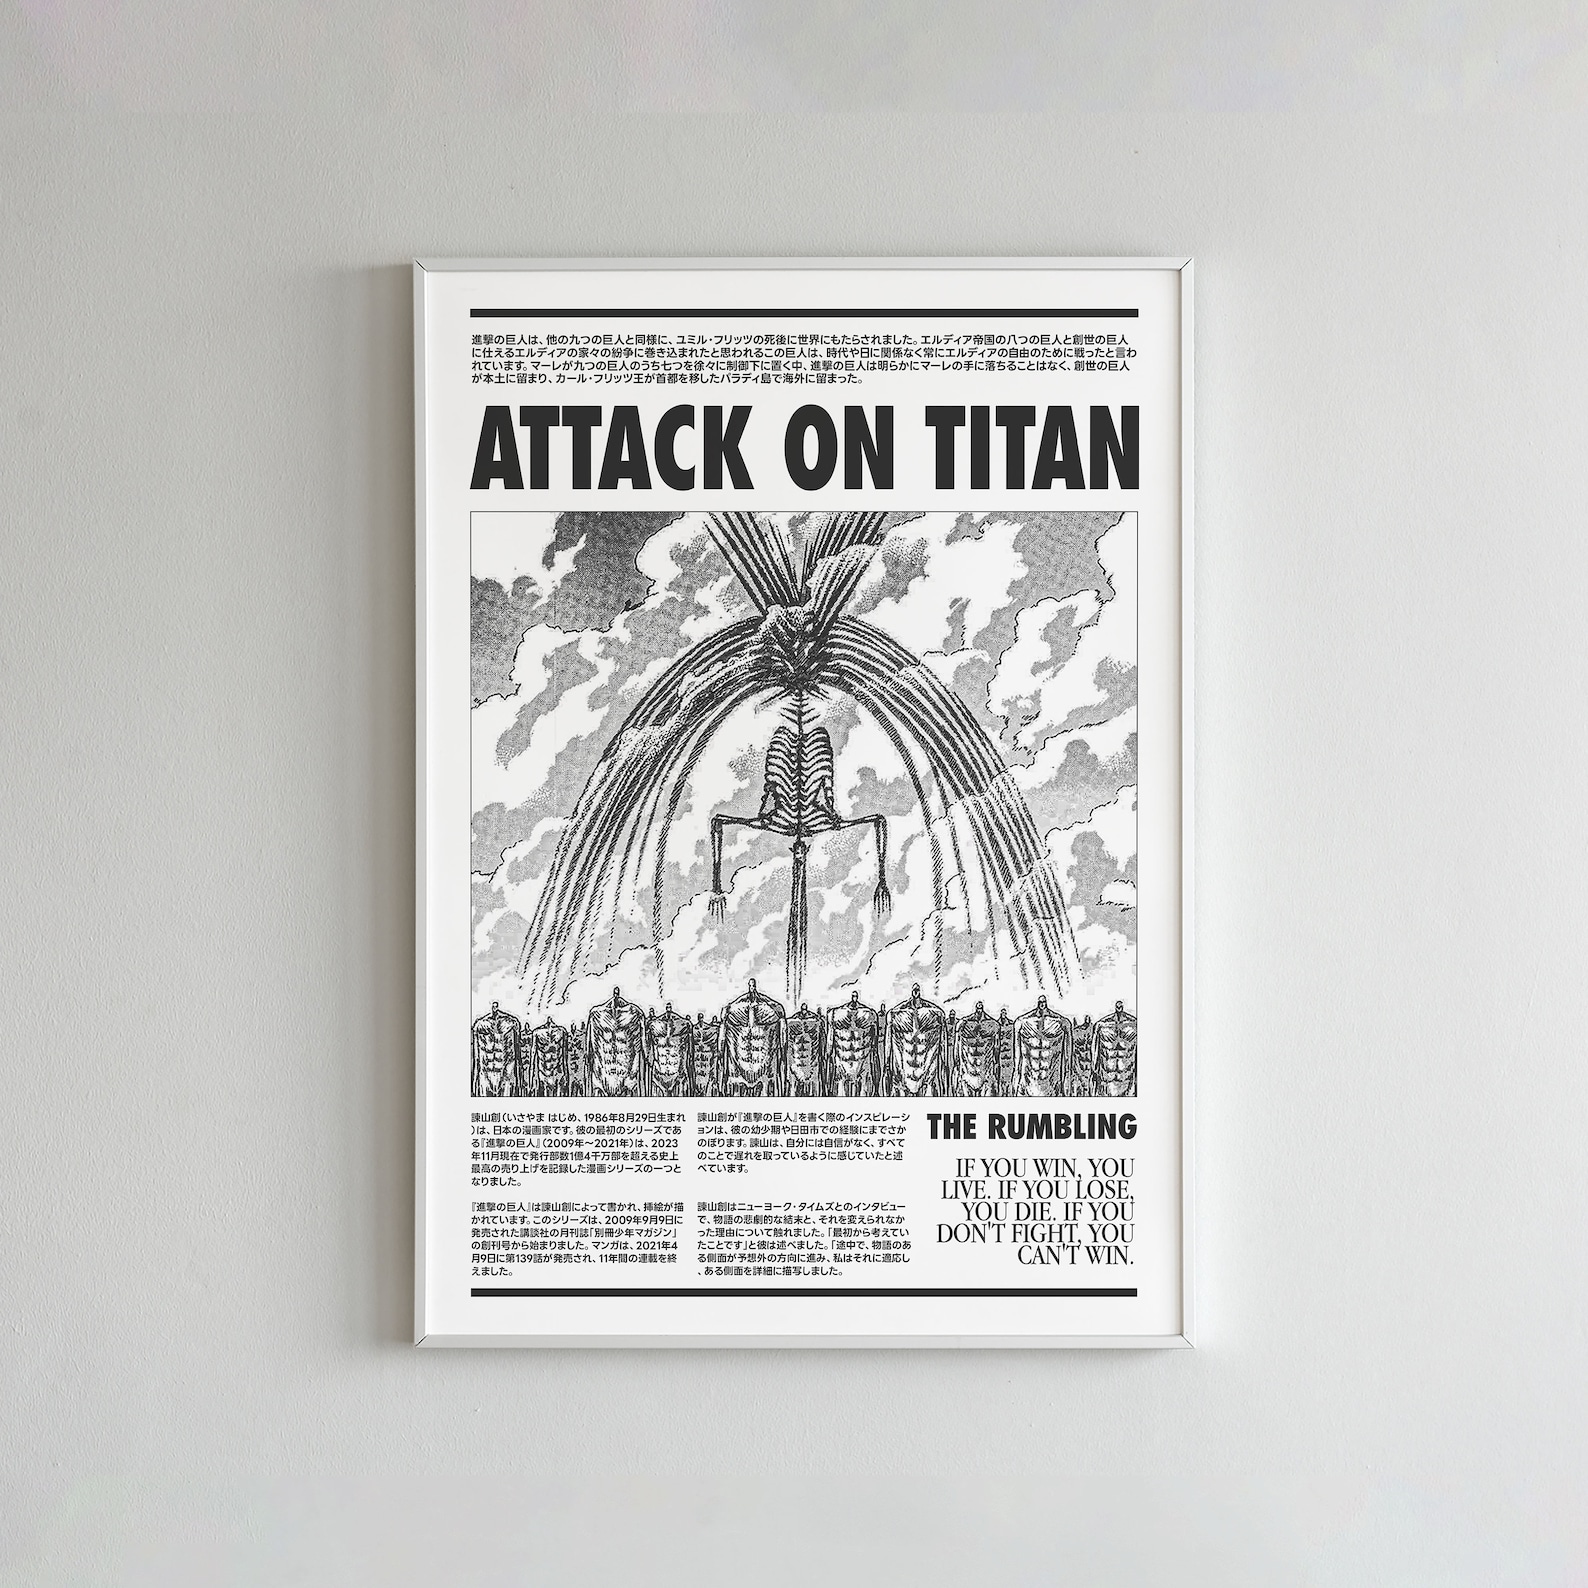 進撃の巨人は、他の九つの巨人と同様に、ユミル・フリッツの死後に世界にもたらされました。エルディア帝国の八つの巨人と創世の巨人
に仕えるエルディアの家々の紛争に巻き込まれたと思われるこの巨人は、時代や日に関係なく常にエルディアの自由のために戦ったと言わ
れています。マーレが九つの巨人のうち七つを徐々に制御下に置く中、進撃の巨人は明らかにマーレの手に落ちることはなく、創世の巨人
が本土に留まり、カール・フリッツ王が首都を移したパラディ島で海外に留まった。
ATTACK ON TITAN
諫山創(いさやま はじめ、1986年8月29日生まれ
)は、日本の漫画家です。彼の最初のシリーズであ
る『進撃の巨人』(2009年〜2021年)は、2023
年11月現在で発行部数1億4千万部を超える史上
最高の売り上げを記録した漫画シリーズの一つと
なりました。
『進撃の巨人』は諫山創によって書かれ、挿絵が描
かれています。このシリーズは、2009年9月9日に
発売された講談社の月刊誌「別冊少年マガジン」
の創刊号から始まりました。マンガは、2021年4
月9日に第139話が発売され、11年間の連載を終
えました。
諫山創が『進撃の巨人』を書く際のインスピレーシ
ョンは、彼の幼少期や日田市での経験にまでさか
のぼります。諫山は、自分には自信がなく、すべて
のことで遅れを取っているように感じていたと述
べています。
諫山創はニューヨーク・タイムズとのインタビュー
で、物語の悲劇的な結末と、それを変えられなか
った理由について触れました。「最初から考えてい
たことです」と彼は述べました。「途中で、物語のあ
る側面が予想外の方向に進み、私はそれに適応し
、ある側面を詳細に描写しました。
THE RUMBLING
IF YOU WIN, YOU
LIVE. IF YOU LOSE,
YOU DIE. IF YOU
DON'T FIGHT, YOU
CAN'T WIN.